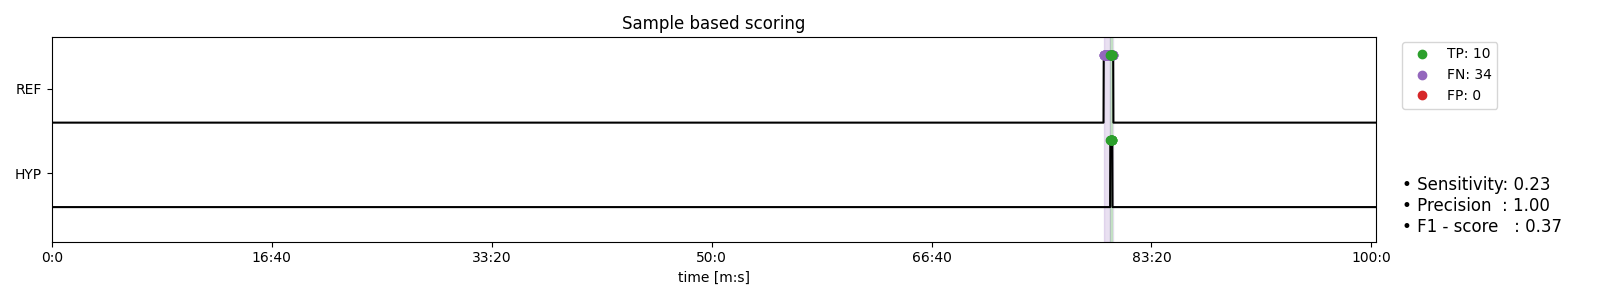 Sample based scoring
REF
HYP
0:0
16:40
33:20
50:0
66:40
83:20
100:0
time [m:s]
TP: 10
FN: 34
FP: 0
• Sensitivity: 0.23
• Precision : 1.00
• F1 - score : 0.37